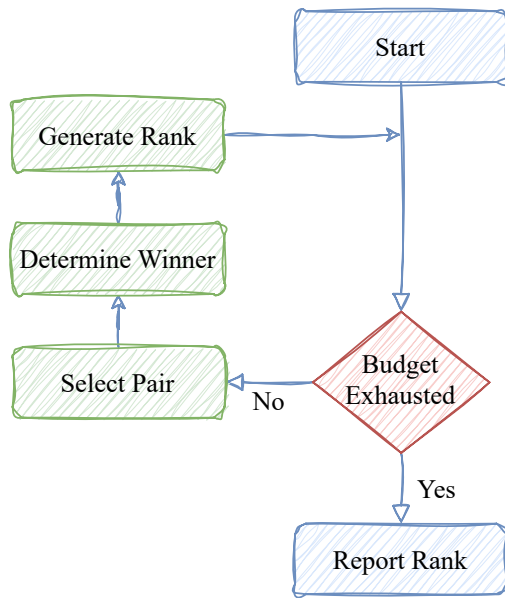 Start
Generate Rank
Determine Winner
Select Pair
No
Budget
Exhausted
Yes
Report Rank